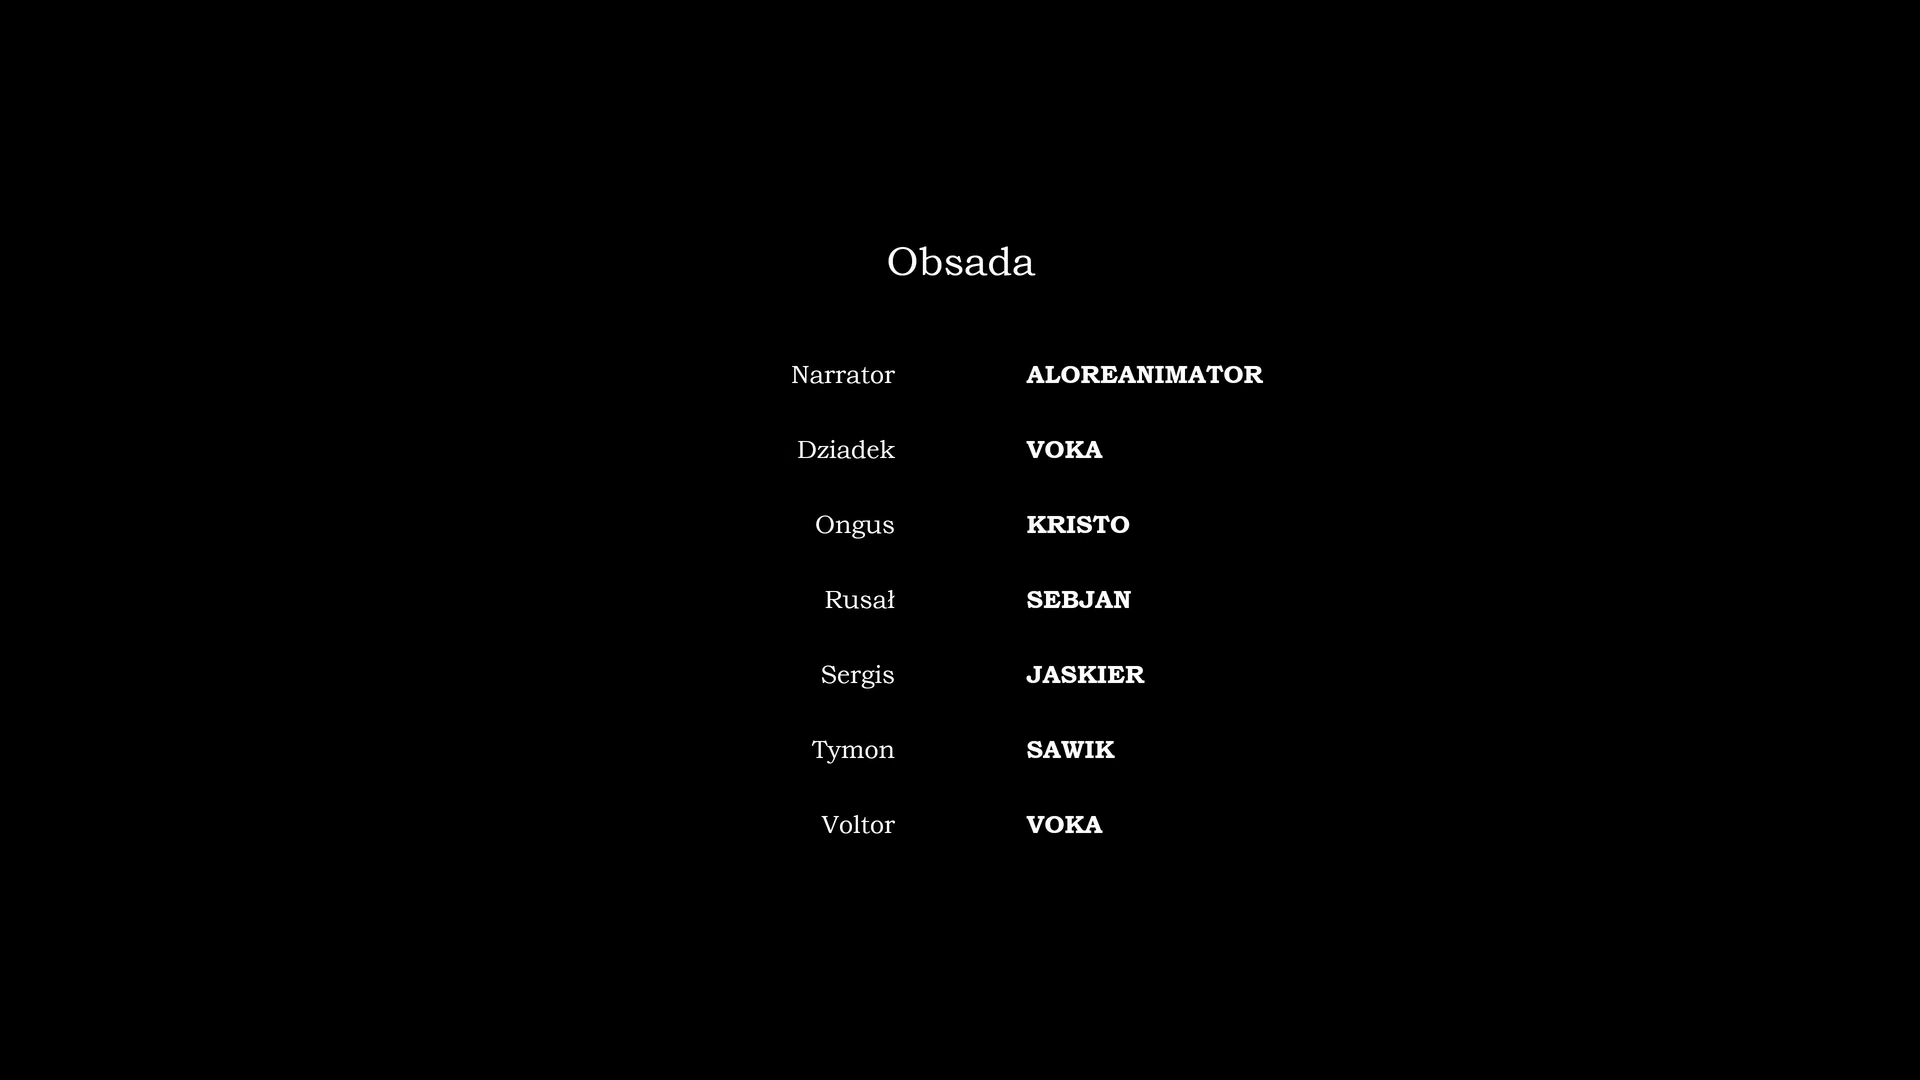 Obsada
Narrator ALOREANIMATOR
Dziadek VOKA
Ongus KRISTO
Rusał SEBJAN
Sergis JASKIER
Tymon SAWIK
Voltor VOKA